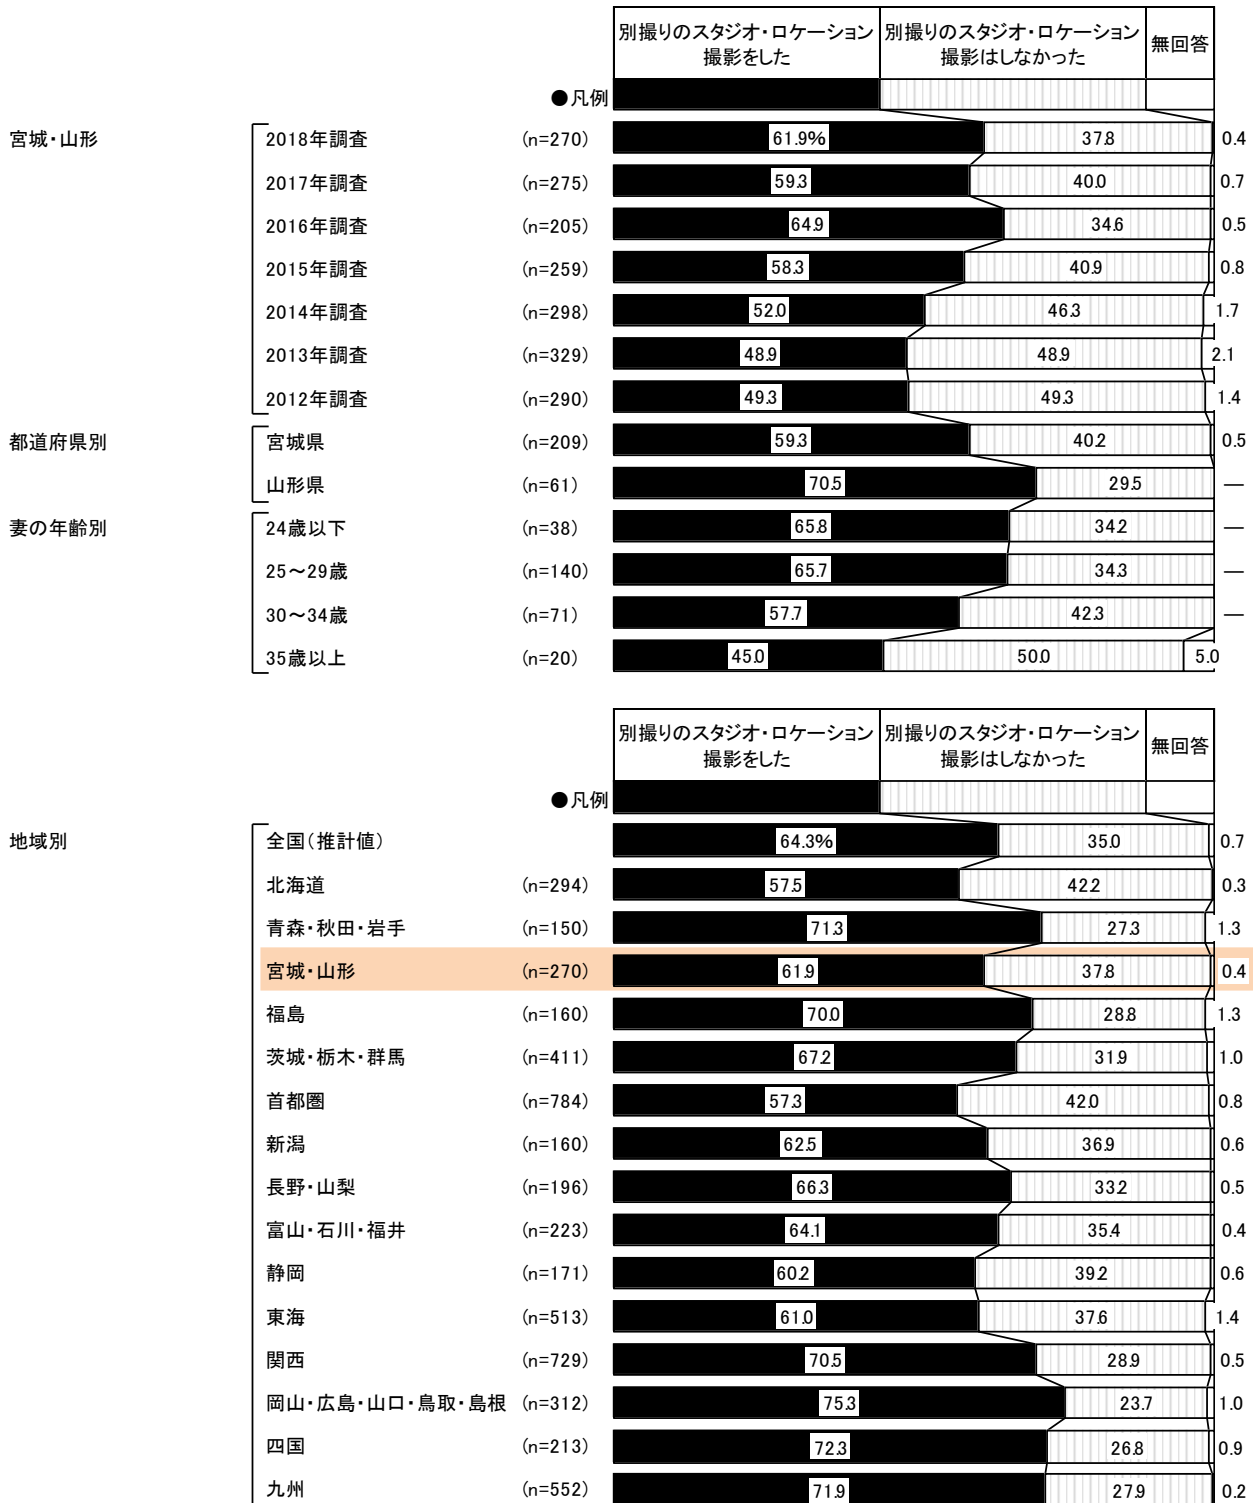 別撮りのスタジオ・ロケーション撮影をした 別撮りのスタジオ・ロケーション撮影はしなかった 無回答
●凡例
宮城・山形 2018年調査 (n=270) 61.9% 37.8 0.4
2017年調査 (n=275) 59.3 40.0 0.7
2016年調査 (n=205) 64.9 34.6 0.5
2015年調査 (n=259) 58.3 40.9 0.8
2014年調査 (n=298) 52.0 46.3 1.7
2013年調査 (n=329) 48.9 48.9 2.1
2012年調査 (n=290) 49.3 49.3 1.4
都道府県別 宮城県 (n=209) 59.3 40.2 0.5
山形県 (n=61) 70.5 29.5 ―
妻の年齢別 24歳以下 (n=38) 65.8 34.2 ―
25～29歳 (n=140) 65.7 34.3 ―
30～34歳 (n=71) 57.7 42.3 ―
35歳以上 (n=20) 45.0 50.0 5.0
別撮りのスタジオ・ロケーション撮影をした 別撮りのスタジオ・ロケーション撮影はしなかった 無回答
●凡例
地域別 全国(推計値) 64.3% 35.0 0.7
北海道 (n=294) 57.5 42.2 0.3
青森・秋田・岩手 (n=150) 71.3 27.3 1.3
宮城・山形 (n=270) 61.9 37.8 0.4
福島 (n=160) 70.0 28.8 1.3
茨城・栃木・群馬 (n=411) 67.2 31.9 1.0
首都圏 (n=784) 57.3 42.0 0.8
新潟 (n=160) 62.5 36.9 0.6
長野・山梨 (n=196) 66.3 33.2 0.5
富山・石川・福井 (n=223) 64.1 35.4 0.4
静岡 (n=171) 60.2 39.2 0.6
東海 (n=513) 61.0 37.6 1.4
関西 (n=729) 70.5 28.9 0.5
岡山・広島・山口・鳥取・島根 (n=312) 75.3 23.7 1.0
四国 (n=213) 72.3 26.8 0.9
九州 (n=552) 71.9 27.9 0.2